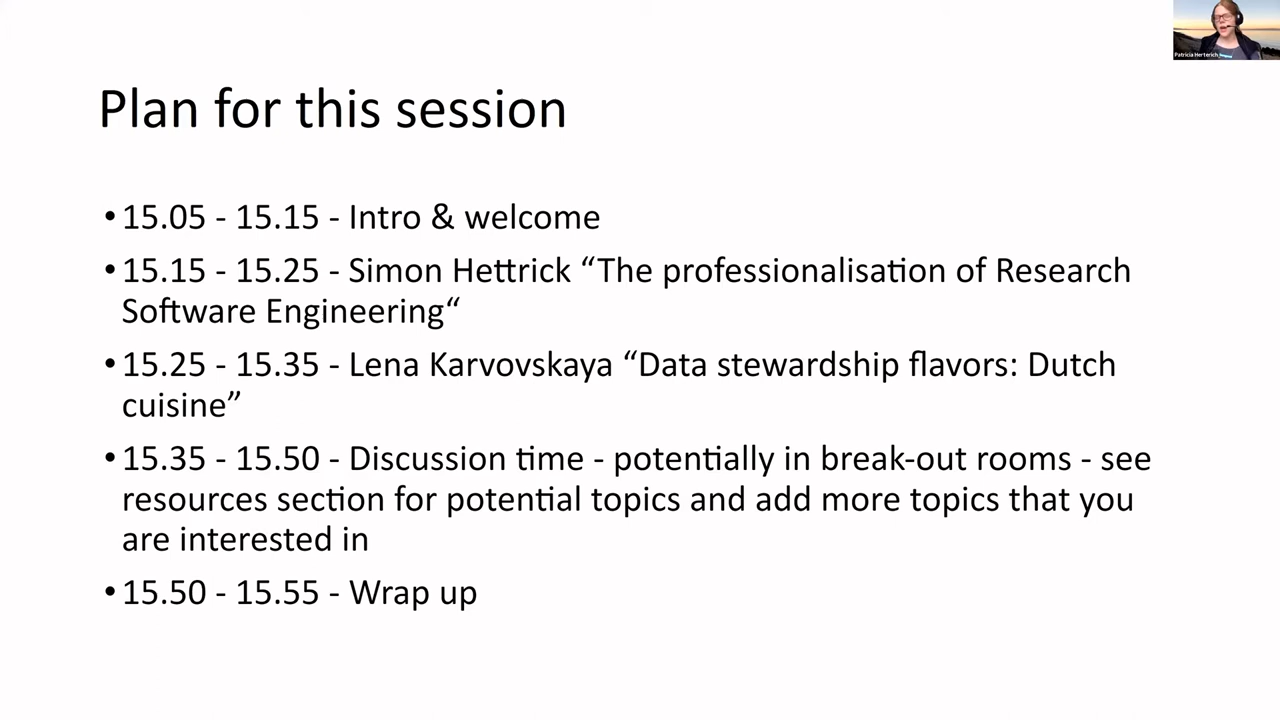 Patricia Herterich
Plan for this session
•15.05 - 15.15 - Intro & welcome
•15.15 - 15.25 - Simon Hettrick “The professionalisation of Research
Software Engineering“
•15.25 - 15.35 - Lena Karvovskaya “Data stewardship flavors: Dutch
cuisine”
•15.35 - 15.50 - Discussion time - potentially in break-out rooms - see
resources section for potential topics and add more topics that you
are interested in
•15.50 - 15.55 - Wrap up